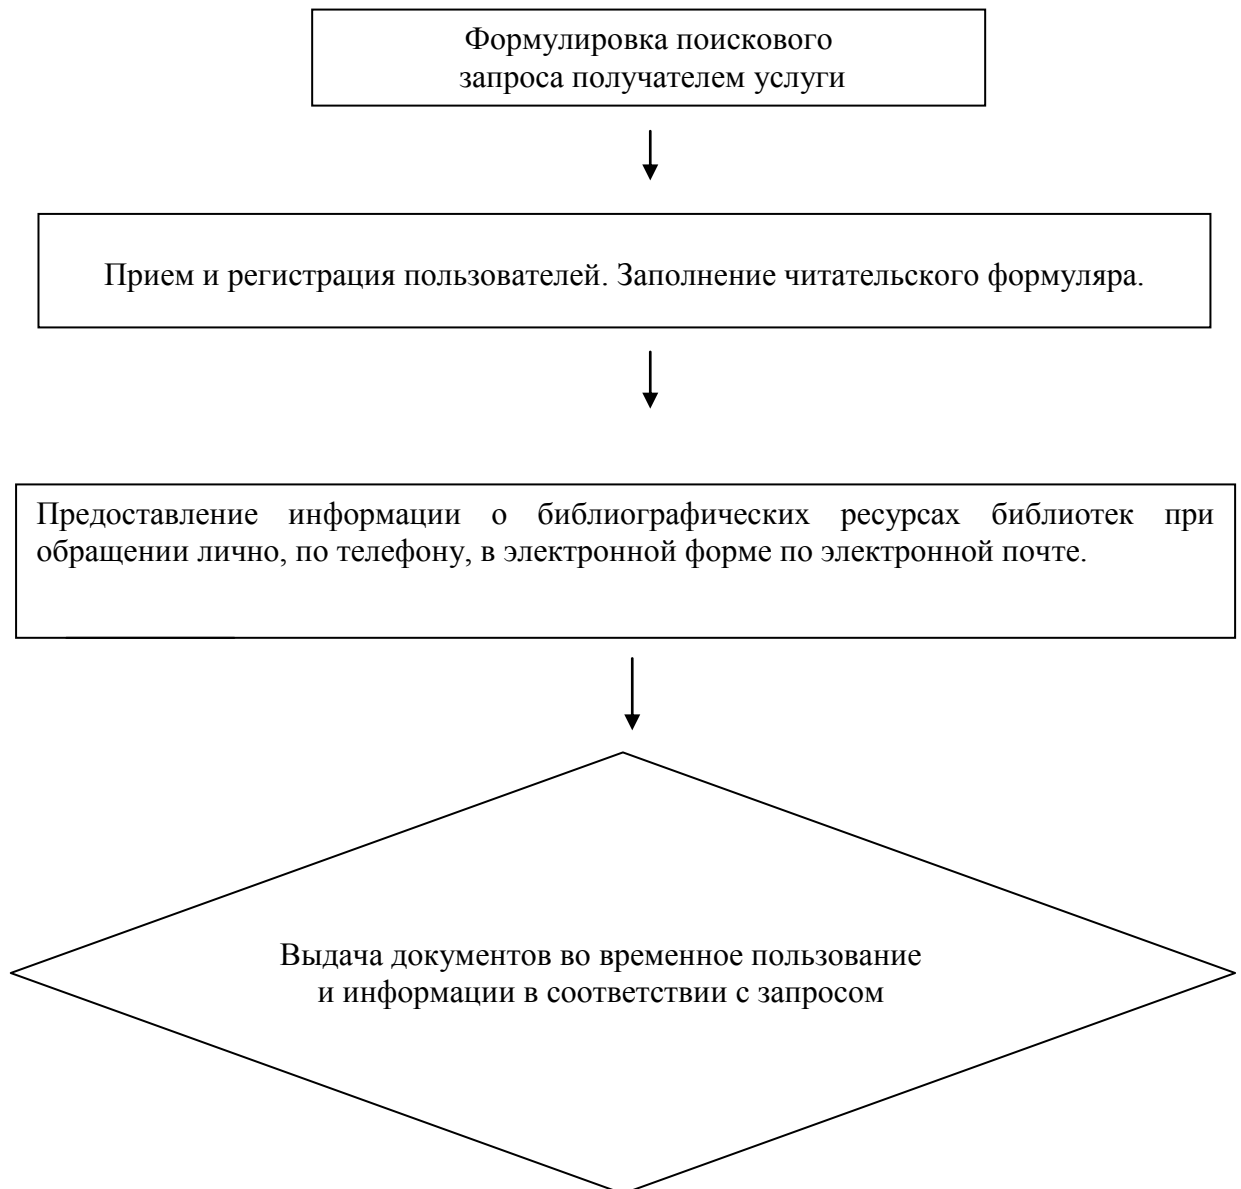 Формулировка поискового
запроса получателем услуги
Прием и регистрация пользователей. Заполнение читательского формуляра.
Предоставление информации о библиографических ресурсах библиотек при
обращении лично, по телефону, в электронной форме по электронной почте.
Выдача документов во временное пользование
и информации в соответствии с запросом